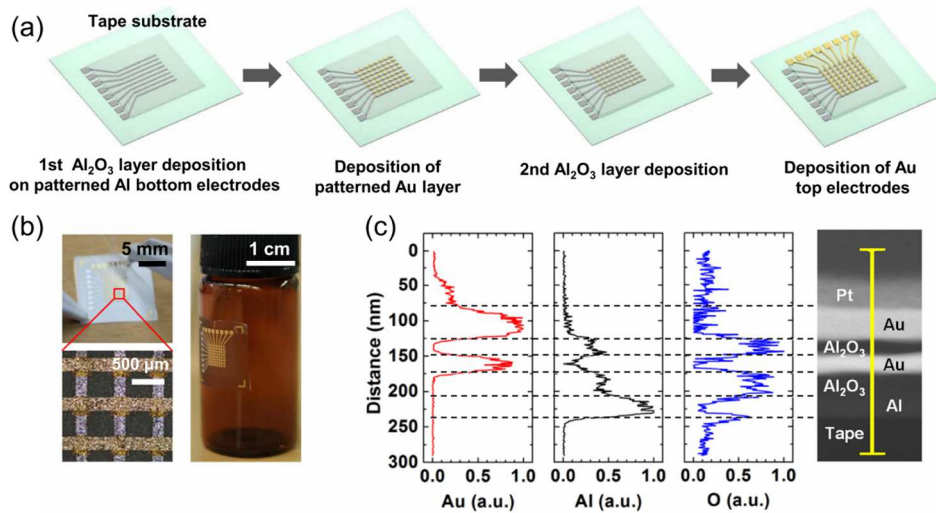 (a)
Tape substrate
1st Al₂O₃ layer deposition
on patterned Al bottom electrodes
Deposition of
patterned Au layer
2nd Al₂O₃ layer deposition
Deposition of Au
top electrodes
(b)
5 mm
500 μm
1 cm
(c)
Distance (nm)
0
50
100
150
200
250
300
0.0 0.5 1.0
Au (a.u.)
0.0 0.5 1.0
Al (a.u.)
0.0 0.5 1.0
O (a.u.)
Pt
Au
Al₂O₃
Au
Al₂O₃
Al
Tape